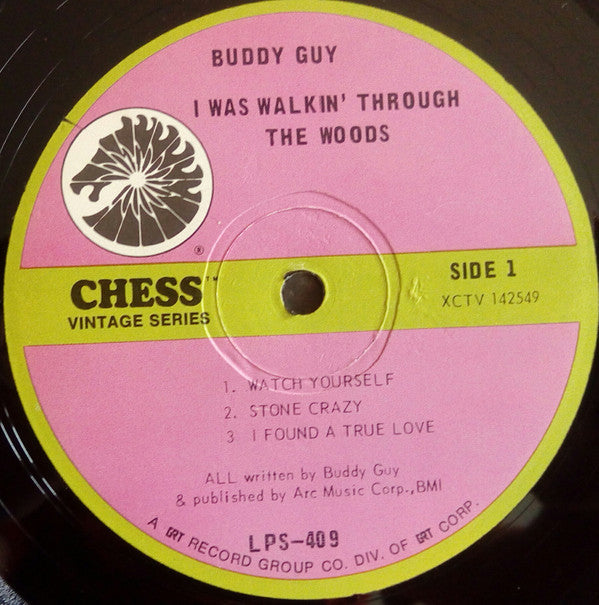 BUDDY GUY
I WAS WALKIN' THROUGH
THE WOODS
®
CHESS™
VINTAGE SERIES
SIDE 1
XCTV 142549
1. WATCH YOURSELF
2. STONE CRAZY
3 I FOUND A TRUE LOVE
ALL written by Buddy Guy
& published by Arc Music Corp.,BMI
LPS-409
A GRT RECORD GROUP CO. DIV. OF GRT CORP.